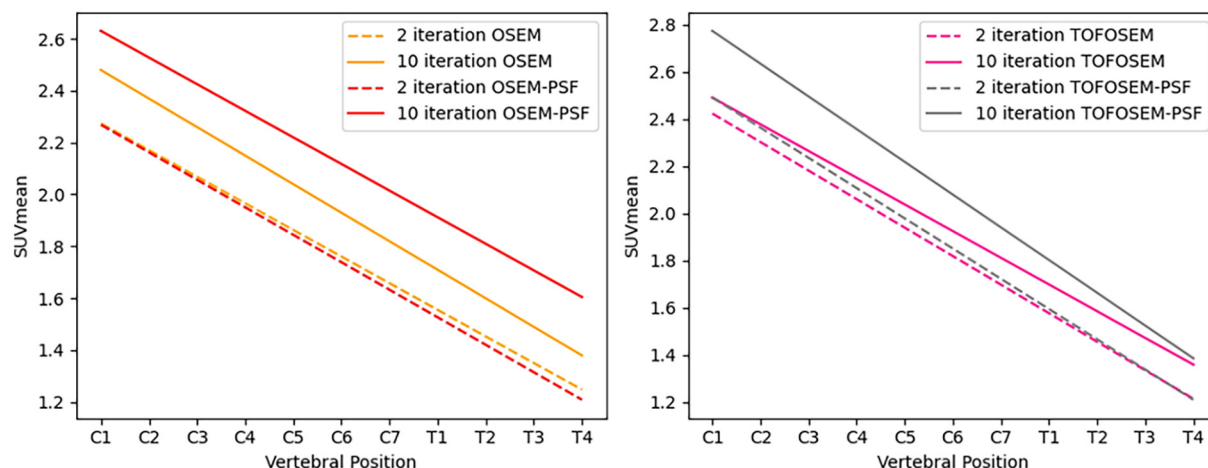 2.6
2.4
2.2
2.0
1.8
1.6
1.4
1.2
SUVmean
C1 C2 C3 C4 C5 C6 C7 T1 T2 T3 T4
Vertebral Position
2 iteration OSEM
10 iteration OSEM
2 iteration OSEM-PSF
10 iteration OSEM-PSF
2.8
2.6
2.4
2.2
2.0
1.8
1.6
1.4
1.2
SUVmean
C1 C2 C3 C4 C5 C6 C7 T1 T2 T3 T4
Vertebral Position
2 iteration TOFOSEM
10 iteration TOFOSEM
2 iteration TOFOSEM-PSF
10 iteration TOFOSEM-PSF